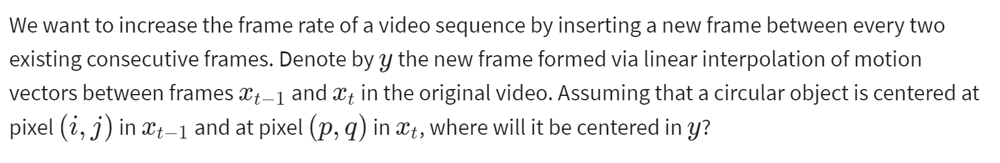 We want to increase the frame rate of a video sequence by inserting a new frame between every two
existing consecutive frames. Denote by $y$ the new frame formed via linear interpolation of motion
vectors between frames $x_{t-1}$ and $x_t$ in the original video. Assuming that a circular object is centered at
pixel $(i, j)$ in $x_{t-1}$ and at pixel $(p, q)$ in $x_t$, where will it be centered in $y$?